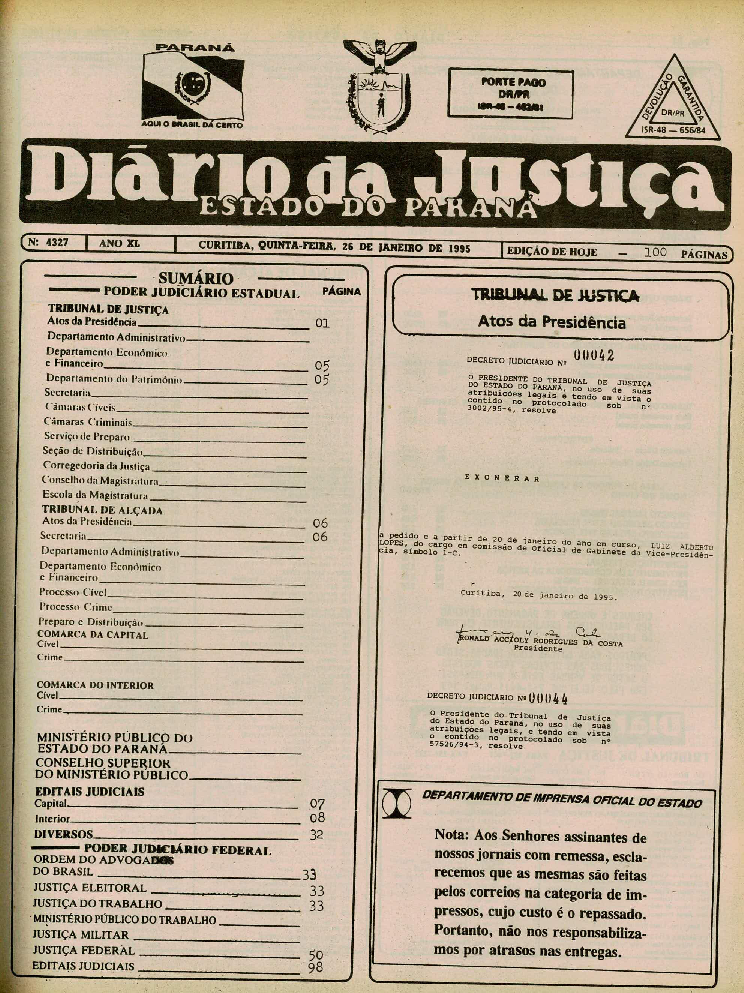 PARANÁ
AQUI O BRASIL DÁ CERTO
PORTE PAGO
DR/PR
ISR-48 — 482/81
DEVOLUÇÃO
GARANTIDA
DR/PR
ISR-48 — 656/84
Diário da Justiça
ESTADO DO PARANÁ
Nº 4327
ANO XL
CURITIBA, QUINTA-FEIRA, 26 DE JANEIRO DE 1995
EDIÇÃO DE HOJE — 100 PÁGINAS
SUMÁRIO
PODER JUDICIÁRIO ESTADUAL PÁGINA
TRIBUNAL DE JUSTIÇA
Atos da Presidência 01
Departamento Administrativo
Departamento Econômico
e Financeiro 05
Departamento do Patrimônio 05
Secretaria
Câmaras Cíveis
Câmaras Criminais
Serviço de Preparo
Seção de Distribuição
Corregedoria da Justiça
Conselho da Magistratura
Escola da Magistratura
TRIBUNAL DE ALÇADA
Atos da Presidência 06
Secretaria 06
Departamento Administrativo
Departamento Econômico
e Financeiro
Processo Cível
Processo Crime
Preparo e Distribuição
COMARCA DA CAPITAL
Cível
Crime
COMARCA DO INTERIOR
Cível
Crime
MINISTÉRIO PÚBLICO DO
ESTADO DO PARANÁ
CONSELHO SUPERIOR
DO MINISTÉRIO PÚBLICO
EDITAIS JUDICIAIS
Capital 07
Interior 08
DIVERSOS 32
PODER JUDICIÁRIO FEDERAL
ORDEM DO ADVOGADOS
DO BRASIL 33
JUSTIÇA ELEITORAL 33
JUSTIÇA DO TRABALHO 33
MINISTÉRIO PÚBLICO DO TRABALHO
JUSTIÇA MILITAR
JUSTIÇA FEDERAL 50
EDITAIS JUDICIAIS 98
TRIBUNAL DE JUSTICA
Atos da Presidência
DECRETO JUDICIÁRIO Nº 00042
O PRESIDENTE DO TRIBUNAL DE JUSTIÇA
DO ESTADO DO PARANÁ, no uso de suas
atribuições legais e tendo em vista o
contido no protocolado sob nº
3002/95-4, resolve
E X O N E R A R
a pedido e a partir de 20 de janeiro do ano em curso, LUIZ ALBERTO
LOPES, do cargo em comissão de Oficial de Gabinete da Vice-Presidên-
cia, símbolo 1-C.
Curitiba, 20 de janeiro de 1995.
RONALD ACCIOLY RODRIGUES DA COSTA
Presidente
DECRETO JUDICIÁRIO Nº 00044
O Presidente do Tribunal de Justiça
do Estado do Paraná, no uso de suas
atribuições legais, e tendo em vista
o contido no protocolado sob nº
57526/94-3, resolve
DEPARTAMENTO DE IMPRENSA OFICIAL DO ESTADO
Nota: Aos Senhores assinantes de
nossos jornais com remessa, escla-
recemos que as mesmas são feitas
pelos correios na categoria de im-
pressos, cujo custo é o repassado.
Portanto, não nos responsabiliza-
mos por atrasos nas entregas.